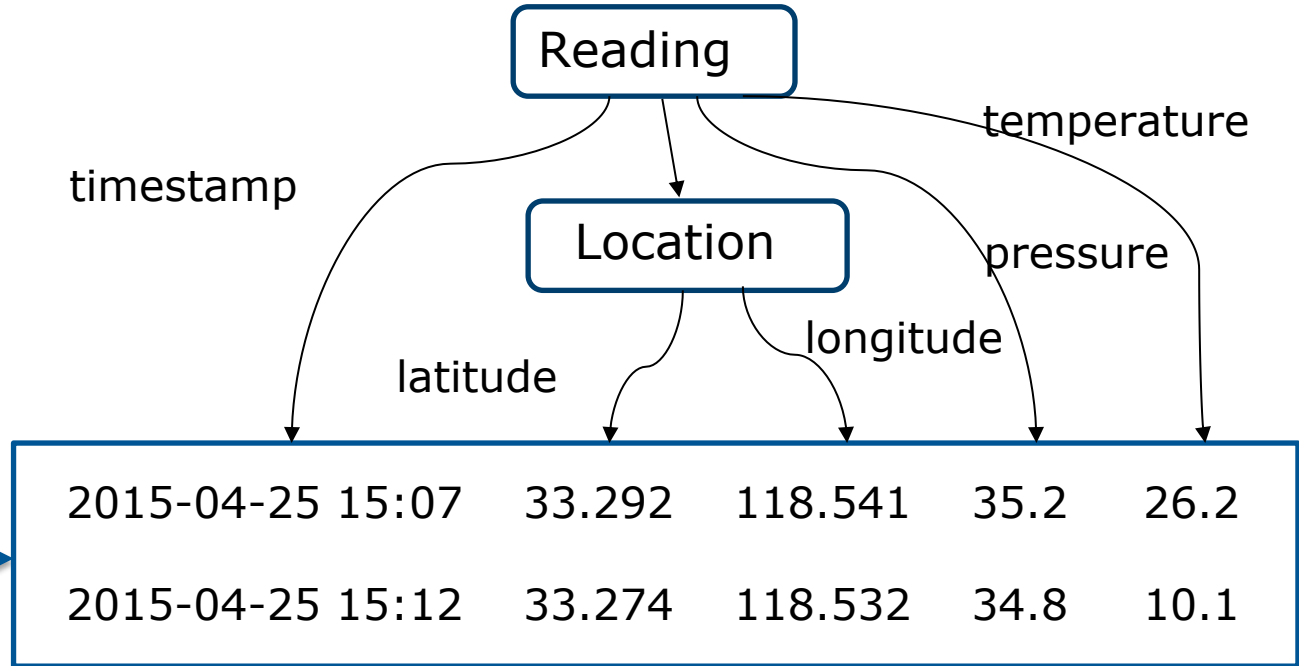 Reading
temperature
timestamp
Location
pressure
longitude
latitude
2015-04-25 15:07 33.292 118.541 35.2 26.2
2015-04-25 15:12 33.274 118.532 34.8 10.1